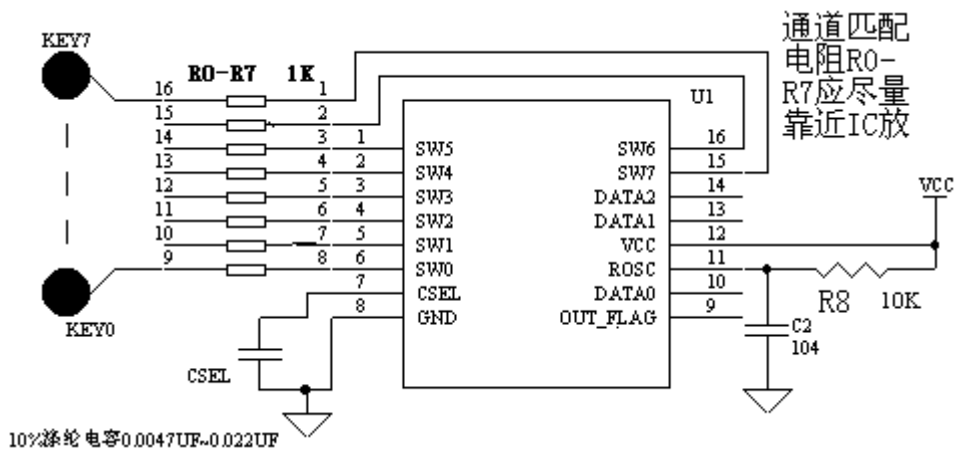 通道匹配
电阻R0-
R7应尽量
靠近IC放
KEY7
R0-R7 1K
U1
16 1
15 2
14 3 1 SW5 SW6 16
13 4 2 SW4 SW7 15
12 5 3 SW3 DATA2 14
11 6 4 SW2 DATA1 13
10 7 5 SW1 VCC 12
9 8 6 SW0 ROSC 11
7 CSEL DATA0 10
8 GND OUT_FLAG 9
VCC
R8 10K
KEY0
C2
104
CSEL
10%涤纶电容0.0047UF~0.022UF